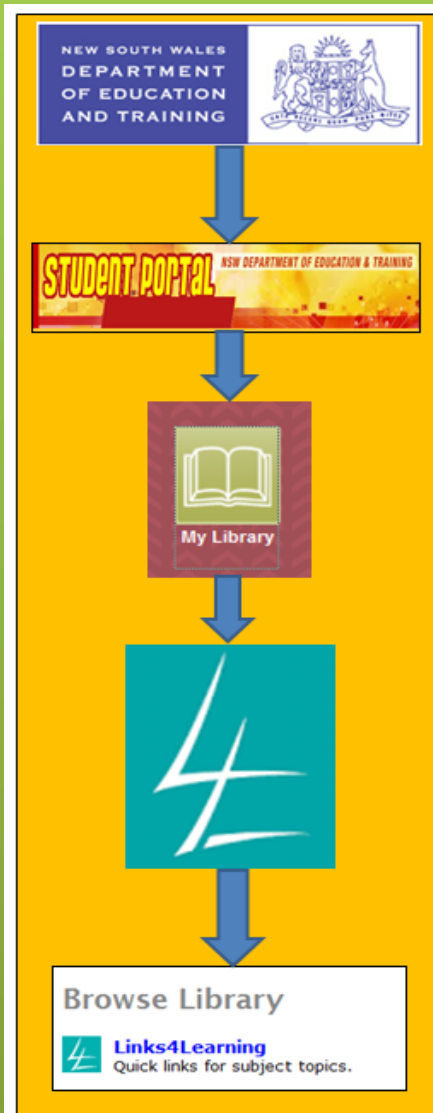 NEW SOUTH WALES
DEPARTMENT
OF EDUCATION
AND TRAINING
STUDENT PORTAL
NSW DEPARTMENT OF EDUCATION & TRAINING
My Library
Browse Library
Links4Learning
Quick links for subject topics.